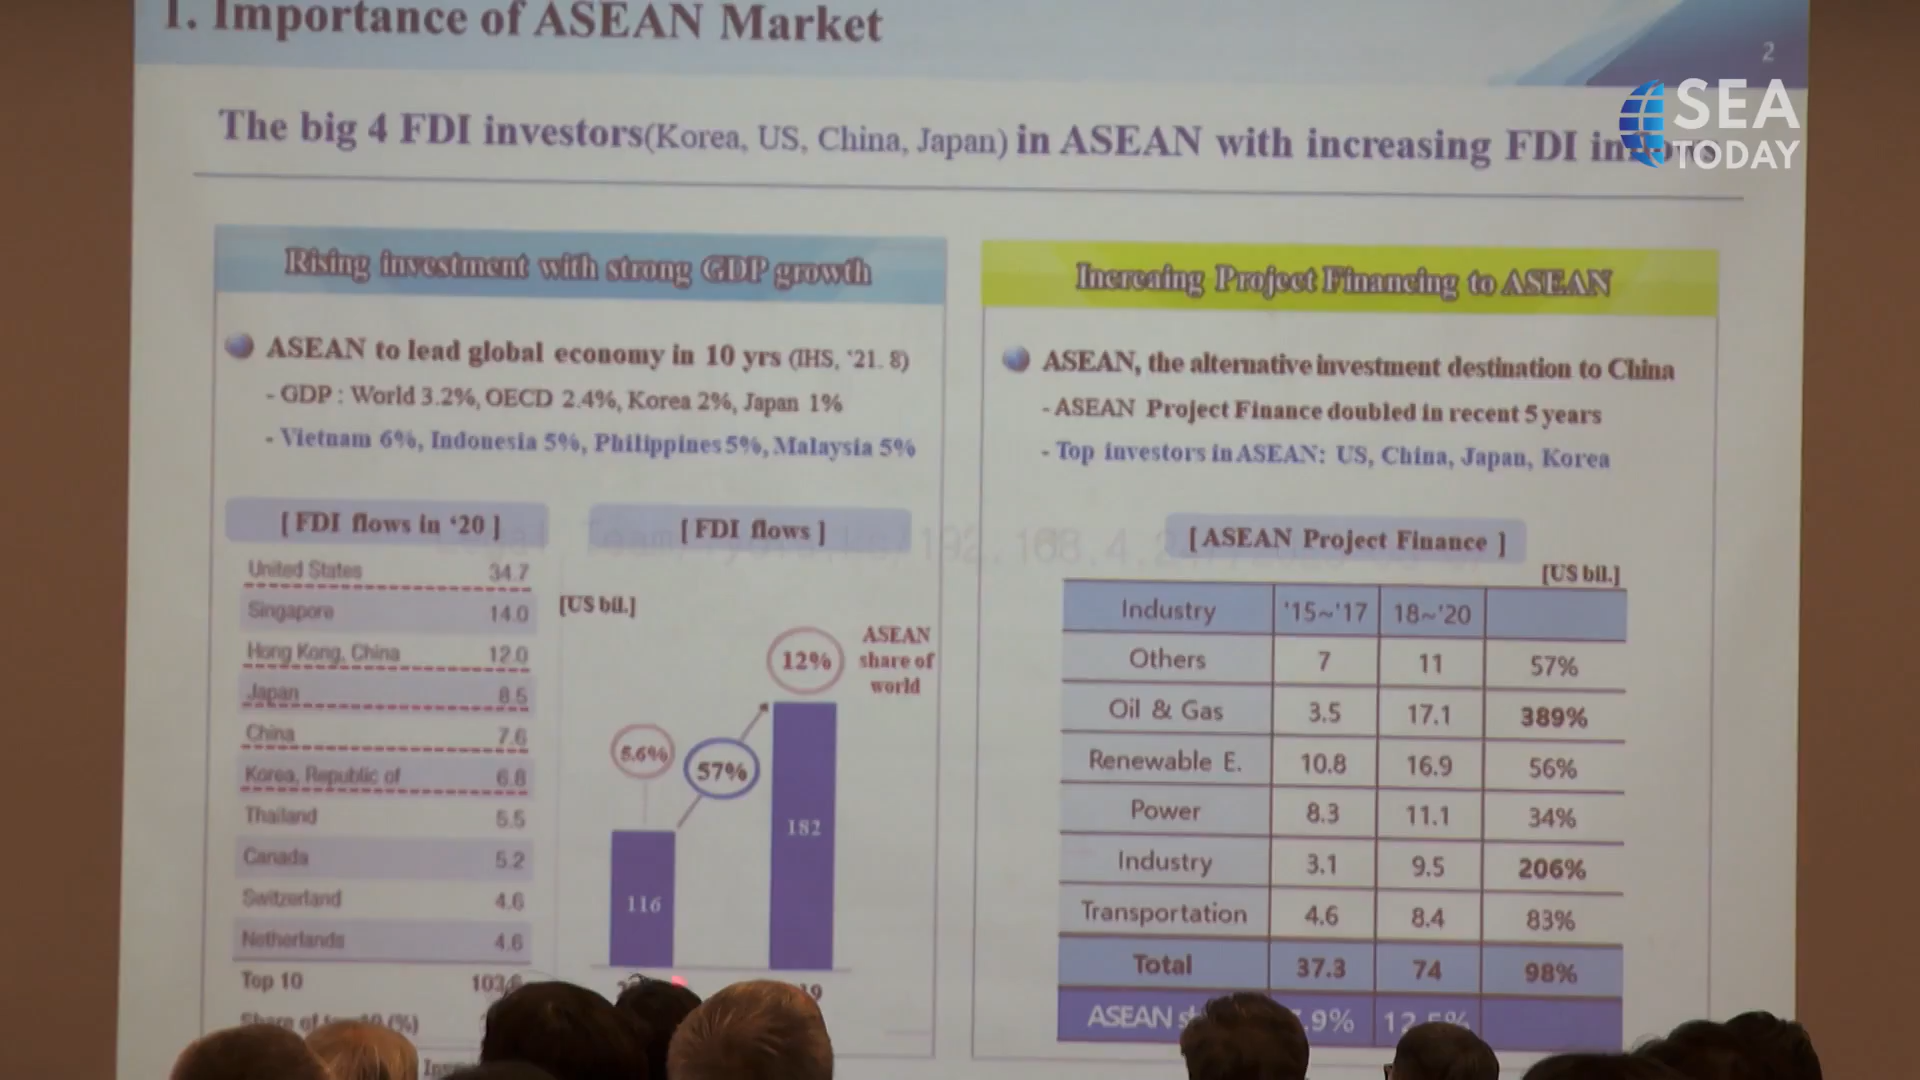 1. Importance of ASEAN Market
2
SEA
TODAY
The big 4 FDI investors(Korea, US, China, Japan) in ASEAN with increasing FDI
Rising investment with strong GDP growth
ASEAN to lead global economy in 10 yrs (IHS, '21. 8)
- GDP : World 3.2%, OECD 2.4%, Korea 2%, Japan 1%
- Vietnam 6%, Indonesia 5%, Philippines 5%, Malaysia 5%
[ FDI flows in '20 ]
United States 34.7
Singapore 14.0
Hong Kong, China 12.0
Japan 8.5
China 7.6
Korea, Republic of 6.8
Thailand 5.5
Canada 5.2
Switzerland 4.6
Netherlands 4.6
Top 10
Share of (%)
[ FDI flows ]
[US bil.]
5.6%
57%
12%
ASEAN
share of
world
116
182
Increaing Project Financing to ASEAN
ASEAN, the alternative investment destination to China
- ASEAN Project Finance doubled in recent 5 years
- Top investors in ASEAN: US, China, Japan, Korea
[ ASEAN Project Finance ]
[US bil.]
Industry '15~'17 18~'20
Others 7 11 57%
Oil & Gas 3.5 17.1 389%
Renewable E. 10.8 16.9 56%
Power 8.3 11.1 34%
Industry 3.1 9.5 206%
Transportation 4.6 8.4 83%
Total 37.3 74 98%
ASEAN